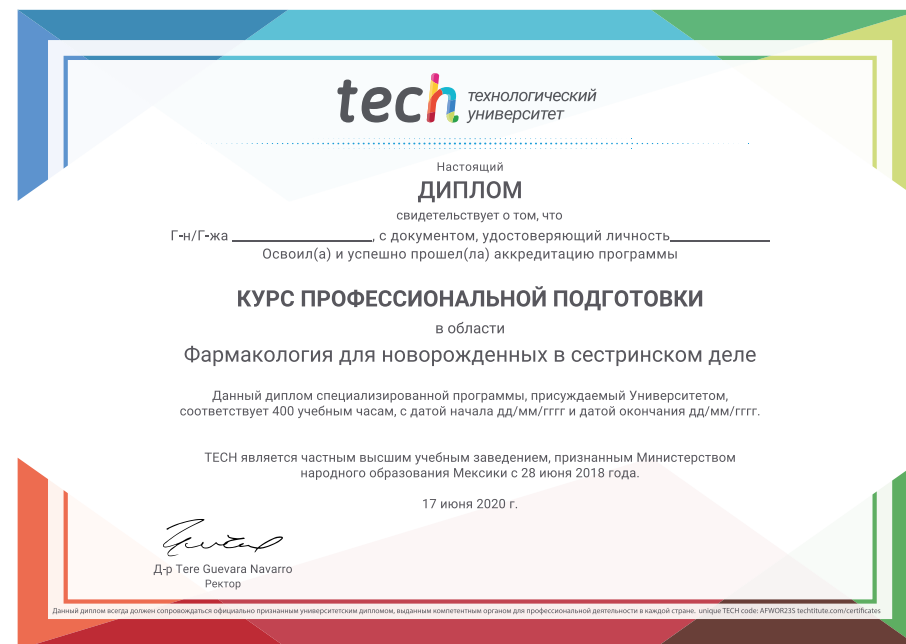 tech технологический
университет
Настоящий
ДИПЛОМ
свидетельствует о том, что
Г-н/Г-жа ____________________, с документом, удостоверяющий личность______________
Освоил(а) и успешно прошел(ла) аккредитацию программы
КУРС ПРОФЕССИОНАЛЬНОЙ ПОДГОТОВКИ
в области
Фармакология для новорожденных в сестринском деле
Данный диплом специализированной программы, присуждаемый Университетом,
соответствует 400 учебным часам, с датой начала дд/мм/гггг и датой окончания дд/мм/гггг.
TECH является частным высшим учебным заведением, признанным Министерством
народного образования Мексики с 28 июня 2018 года.
17 июня 2020 г.
Д-р Tere Guevara Navarro
Ректор
Данный диплом всегда должен сопровождаться официально признанным университетским дипломом, выданным компетентным органом для профессиональной деятельности в каждой стране. unique TECH code: AFWOR23S techtitute.com/certificates